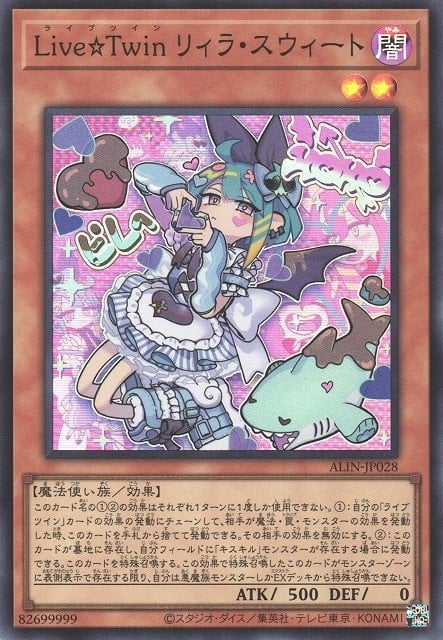 ライブツイン
Live☆Twin リィラ・スウィート
やみ
闇
ALIN-JP028
【魔法使い族／効果】
このカード名の①②の効果はそれぞれ１ターンに１度しか使用できない。①：自分の「ライブ
ツイン」カードの効果の発動にチェーンして、相手が魔法・罠・モンスターの効果を発動
した時、このカードを手札から捨てて発動できる。その相手の効果を無効にする。②：この
カードが墓地に存在し、自分フィールドに「キスキル」モンスターが存在する場合に発動
できる。このカードを特殊召喚する。この効果で特殊召喚したこのカードがモンスターゾーン
に表側表示で存在する限り、自分は悪魔族モンスターしかEXデッキから特殊召喚できない。
ATK/ 500 DEF/ 0
82699999
©スタジオ・ダイス／集英社・テレビ東京・KONAMI